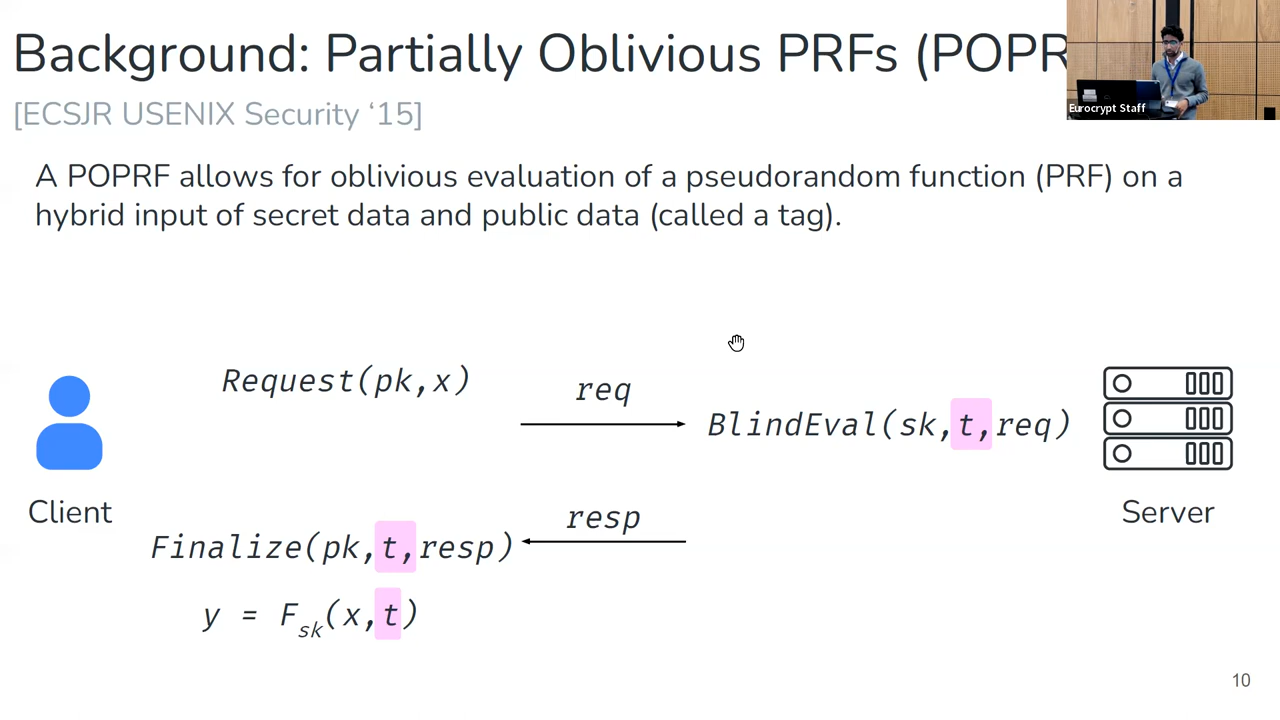 Background: Partially Oblivious PRFs (POPR
Eurocrypt Staff
[ECSJR USENIX Security ‘15]
A POPRF allows for oblivious evaluation of a pseudorandom function (PRF) on a
hybrid input of secret data and public data (called a tag).
Request(pk,x)
req
BlindEval(sk,t,req)
Client
Server
resp
Finalize(pk,t,resp)
y = Fsk(x,t)
10